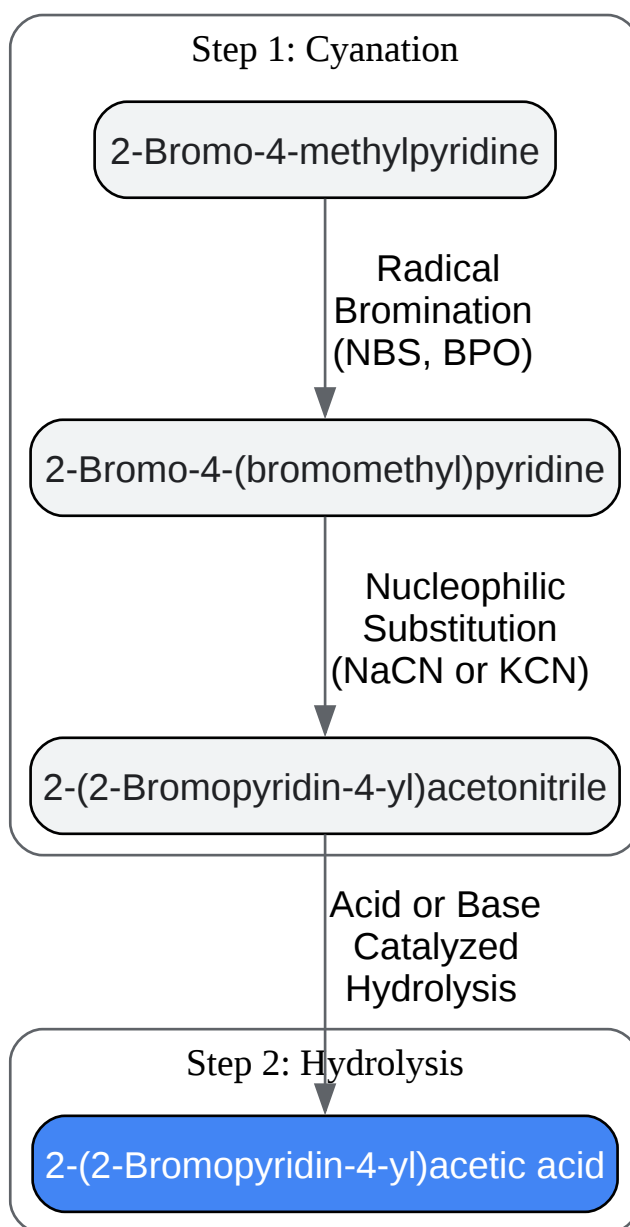 Step 1: Cyanation
2-Bromo-4-methylpyridine
Radical
Bromination
(NBS, BPO)
2-Bromo-4-(bromomethyl)pyridine
Nucleophilic
Substitution
(NaCN or KCN)
2-(2-Bromopyridin-4-yl)acetonitrile
Acid or Base
Catalyzed
Hydrolysis
Step 2: Hydrolysis
2-(2-Bromopyridin-4-yl)acetic acid